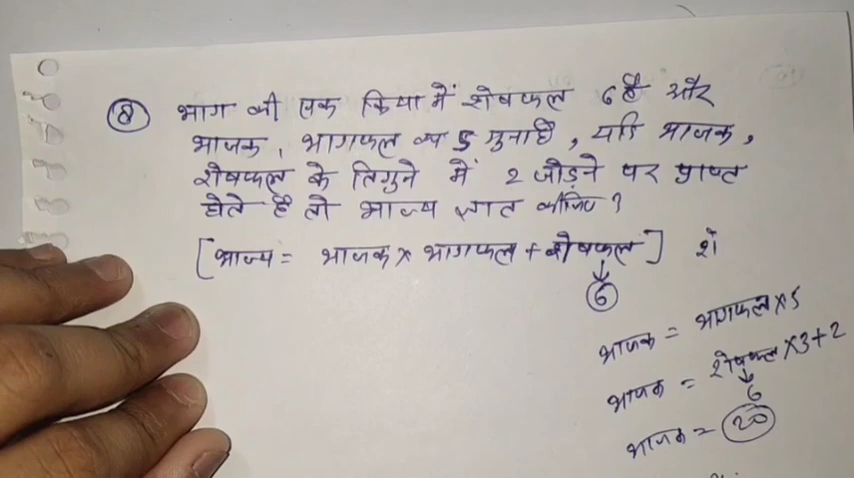 (8) भाग की एक क्रिया में शेषफल 6 है और
भाजक, भागफल का 5 गुना है, यदि भाजक,
शेषफल के तिगुने में 2 जोड़ने पर प्राप्त
होते है तो भाज्य ज्ञात कीजिए?
[भाज्य = भाजक × भागफल + शेषफल] शे
↓
6
भाजक = भागफल × 5
भाजक = शेषफल × 3 + 2
↓
6
भाजक = 20